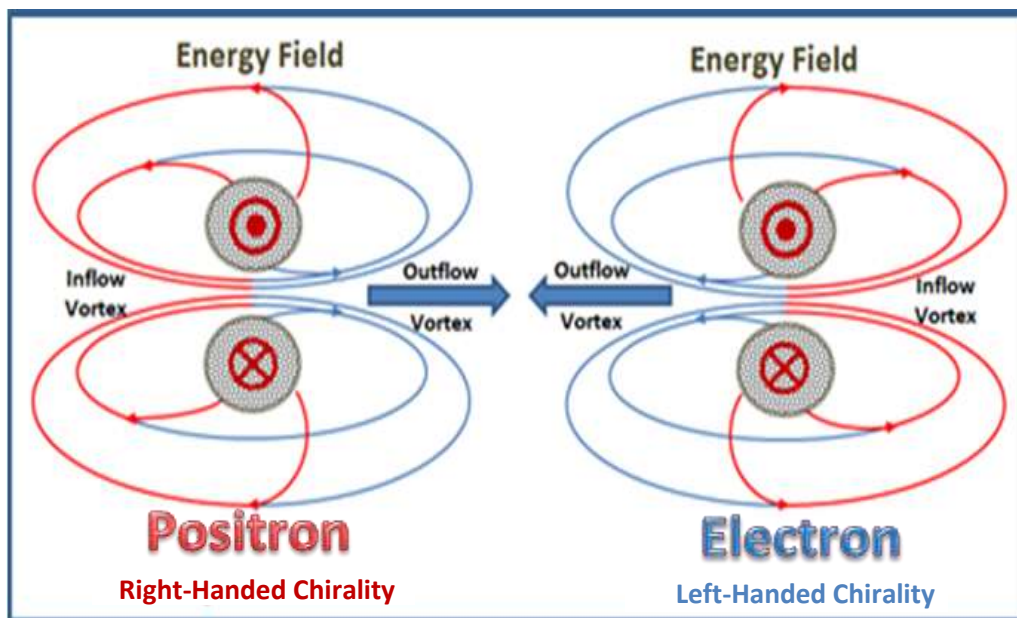 Energy Field
Energy Field
Inflow
Vortex
Outflow
Vortex
Outflow
Vortex
Inflow
Vortex
Positron
Electron
Right-Handed Chirality
Left-Handed Chirality